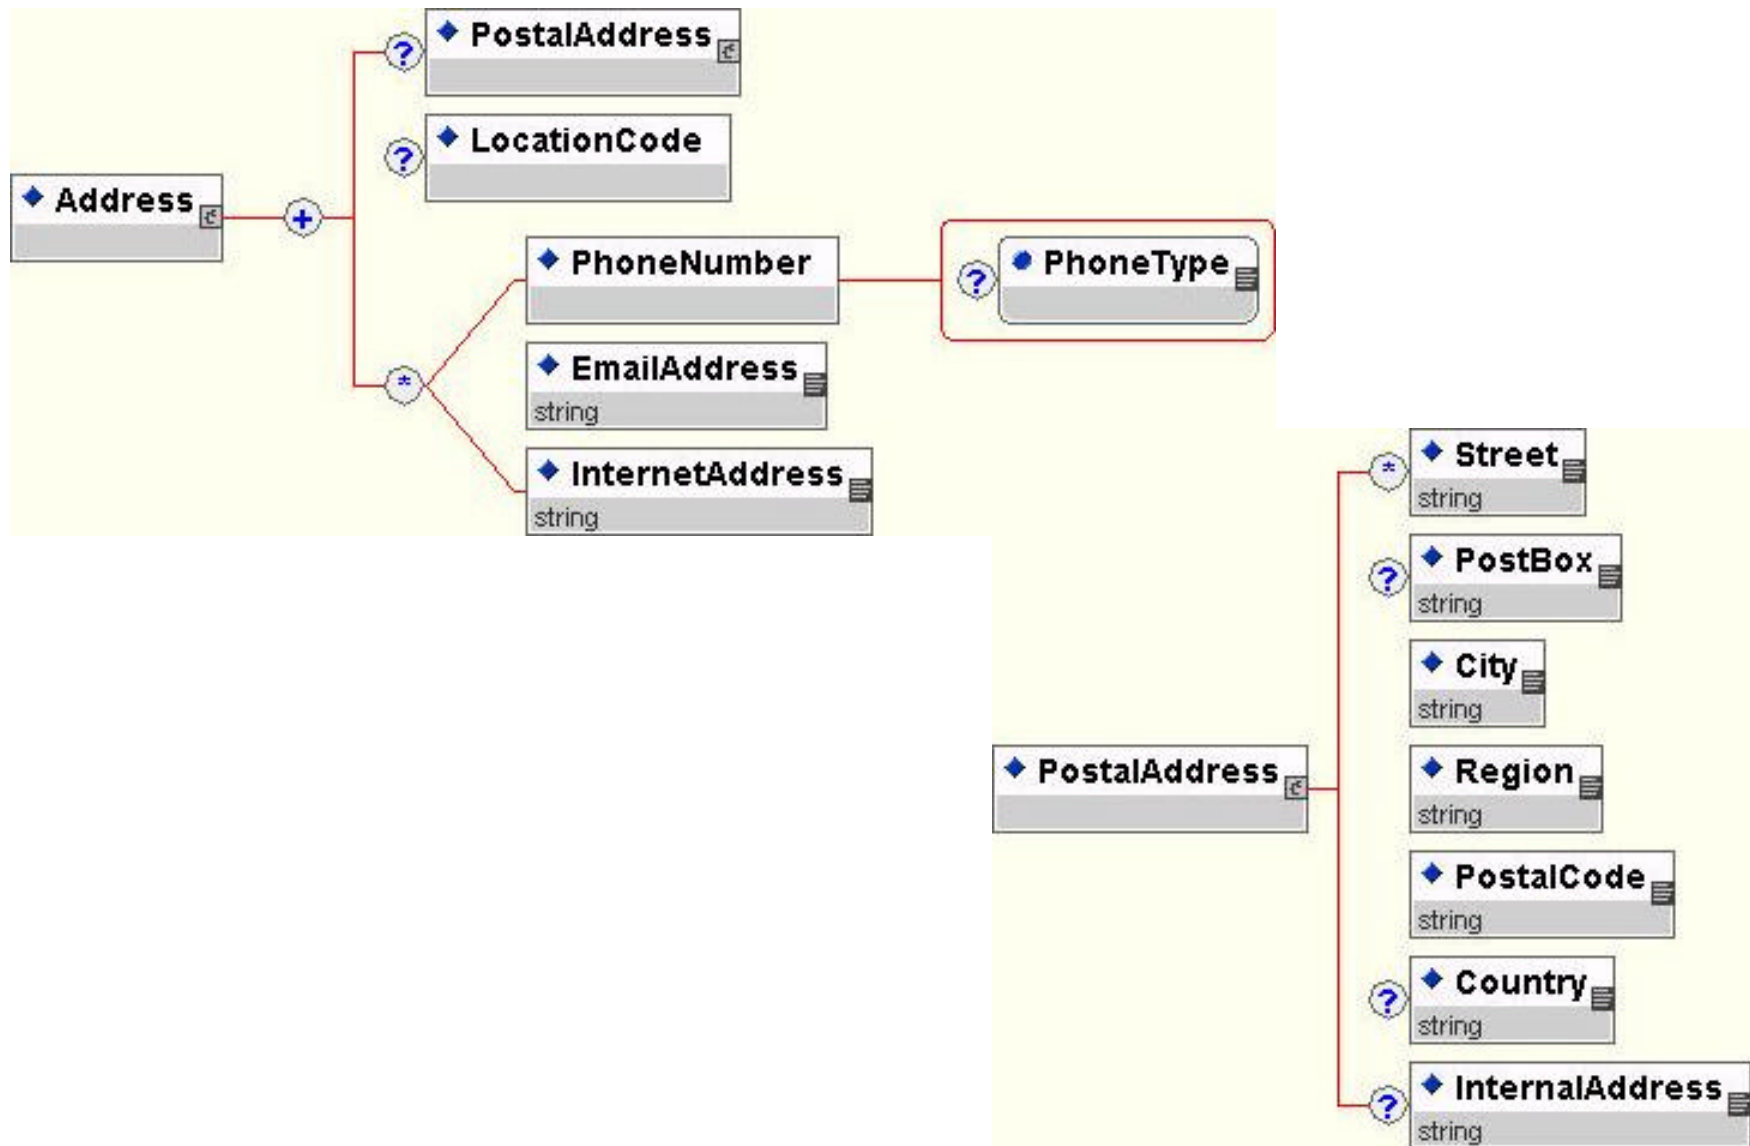 PostalAddress
?
LocationCode
?
Address
+
PhoneNumber
? PhoneType
*
EmailAddress
string
InternetAddress
string
* Street
string
? PostBox
string
City
string
PostalAddress
Region
string
PostalCode
string
? Country
string
? InternalAddress
string